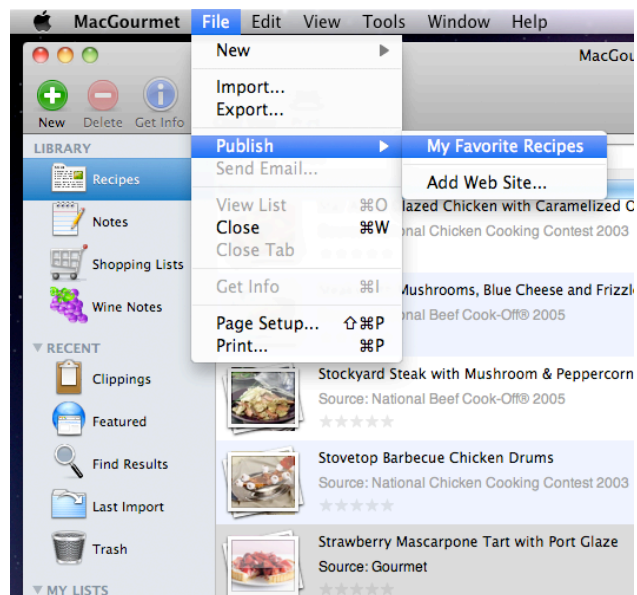 MacGourmet File Edit View Tools Window Help
MacGou
New
Import...
Export...
Publish
Send Email...
View List ⌘O
Close ⌘W
Close Tab
Get Info ⌘I
Page Setup... ⇧⌘P
Print... ⌘P
My Favorite Recipes
Add Web Site...
New Delete Get Info
LIBRARY
Recipes
Notes
Shopping Lists
Wine Notes
RECENT
Clippings
Featured
Find Results
Last Import
Trash
MY LISTS
lazed Chicken with Caramelized O
nal Chicken Cooking Contest 2003
Mushrooms, Blue Cheese and Frizzl
nal Beef Cook-Off® 2005
Stockyard Steak with Mushroom & Peppercorn
Source: National Beef Cook-Off® 2005
Stovetop Barbecue Chicken Drums
Source: National Chicken Cooking Contest 2003
Strawberry Mascarpone Tart with Port Glaze
Source: Gourmet